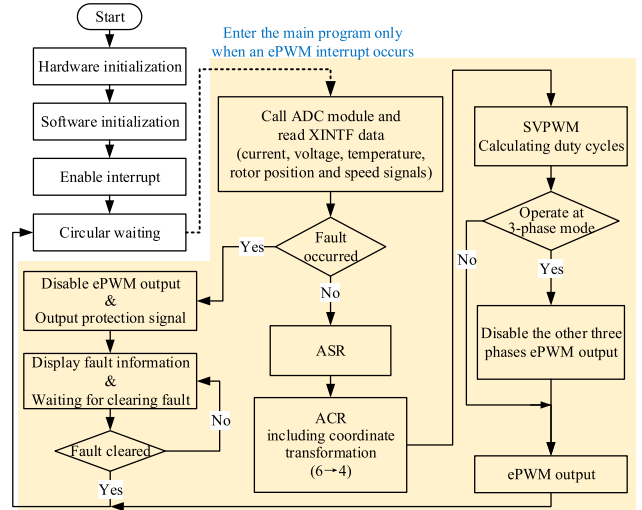 Start
Hardware initialization
Software initialization
Enable interrupt
Circular waiting
Enter the main program only
when an ePWM interrupt occurs
Call ADC module and
read XINTF data
(current, voltage, temperature,
rotor position and speed signals)
Fault
occurred
Yes
No
Disable ePWM output
&
Output protection signal
Display fault information
&
Waiting for clearing fault
No
Fault cleared
Yes
ASR
ACR
including coordinate
transformation
(6→4)
SVPWM
Calculating duty cycles
Operate at
3-phase mode
No
Yes
Disable the other three
phases ePWM output
ePWM output